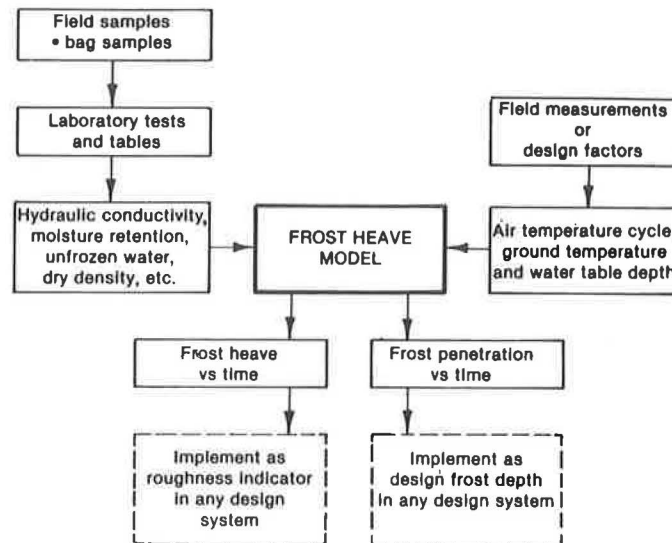 Field samples
• bag samples
Laboratory tests
and tables
Hydraulic conductivity,
moisture retention,
unfrozen water,
dry density, etc.
Field measurements
or
design factors
Air temperature cycle
ground temperature
and water table depth
FROST HEAVE
MODEL
Frost heave
vs time
Frost penetration
vs time
Implement as
roughness indicator
in any design
system
Implement as
design frost depth
in any design system